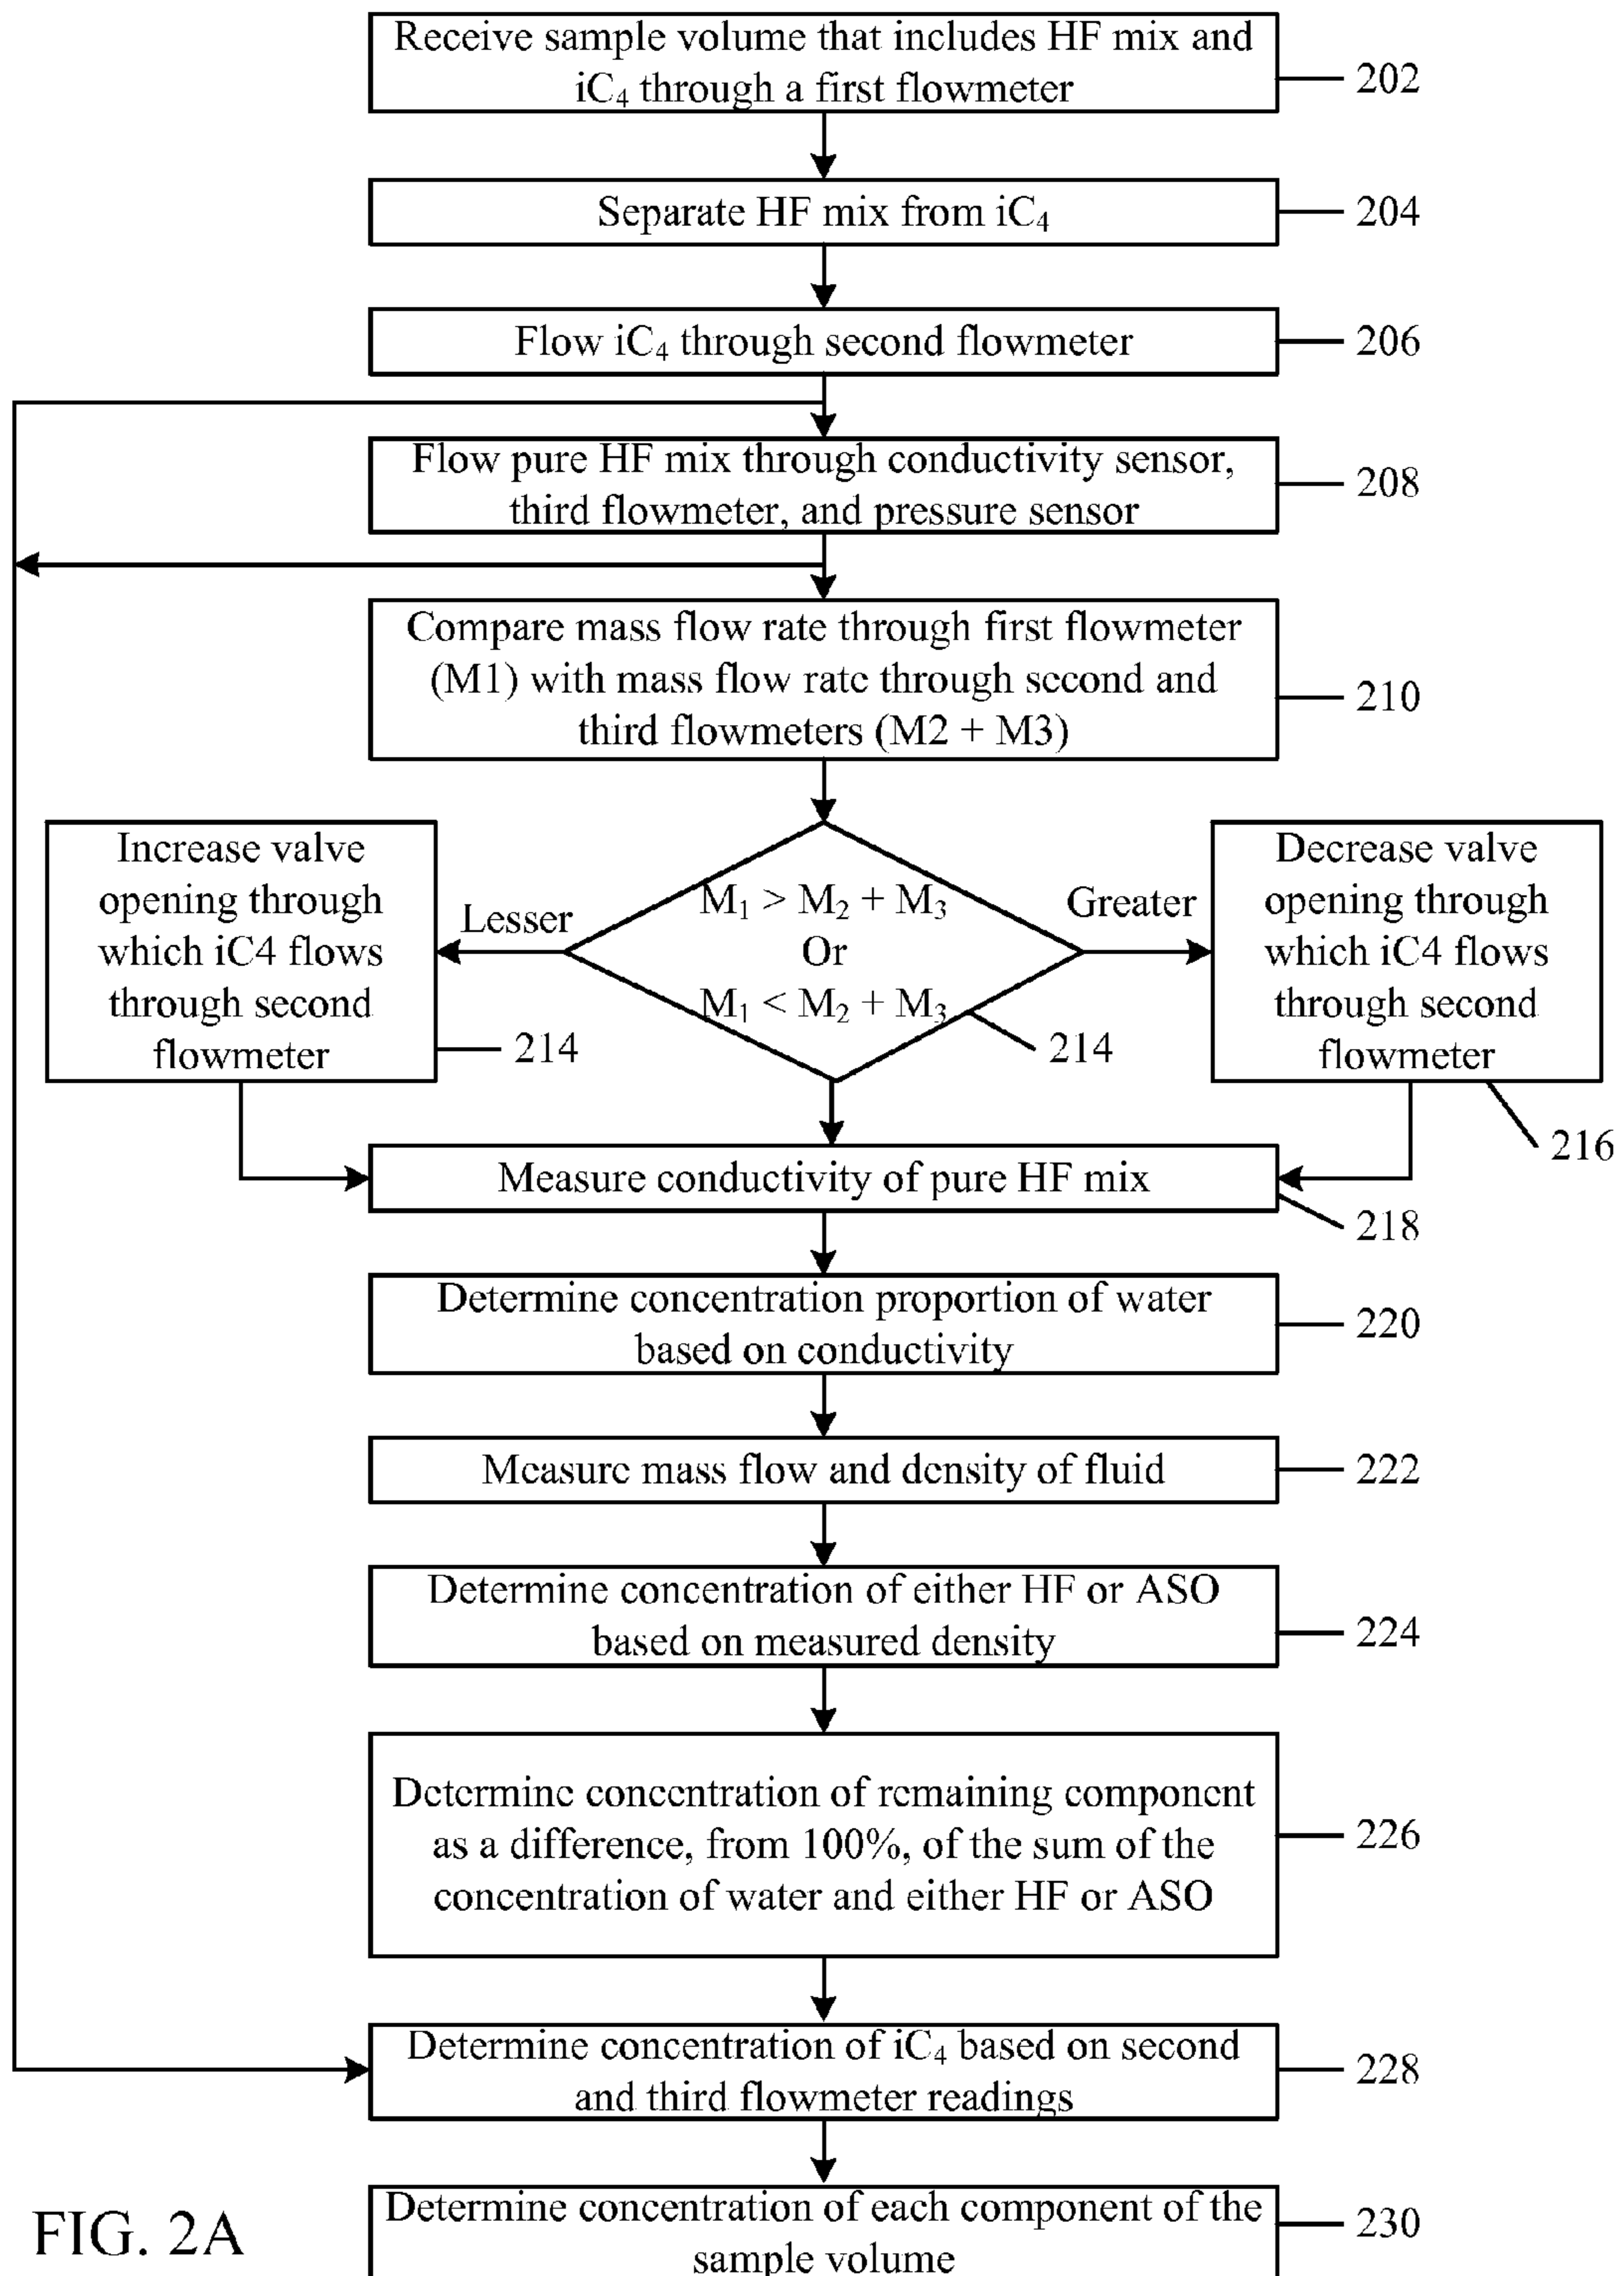 Receive sample volume that includes HF mix and
iC₄ through a first flowmeter
202
Separate HF mix from iC₄
204
Flow iC₄ through second flowmeter
206
Flow pure HF mix through conductivity sensor,
third flowmeter, and pressure sensor
208
Compare mass flow rate through first flowmeter
(M1) with mass flow rate through second and
third flowmeters (M2 + M3)
210
Increase valve
opening through
which iC4 flows
through second
flowmeter
214
Lesser
M₁ > M₂ + M₃
Or
M₁ < M₂ + M₃
214
Greater
Decrease valve
opening through
which iC4 flows
through second
flowmeter
216
Measure conductivity of pure HF mix
218
Determine concentration proportion of water
based on conductivity
220
Measure mass flow and density of fluid
222
Determine concentration of either HF or ASO
based on measured density
224
Determine concentration of remaining component
as a difference, from 100%, of the sum of the
concentration of water and either HF or ASO
226
Determine concentration of iC₄ based on second
and third flowmeter readings
228
Determine concentration of each component of the
sample volume
230
FIG. 2A